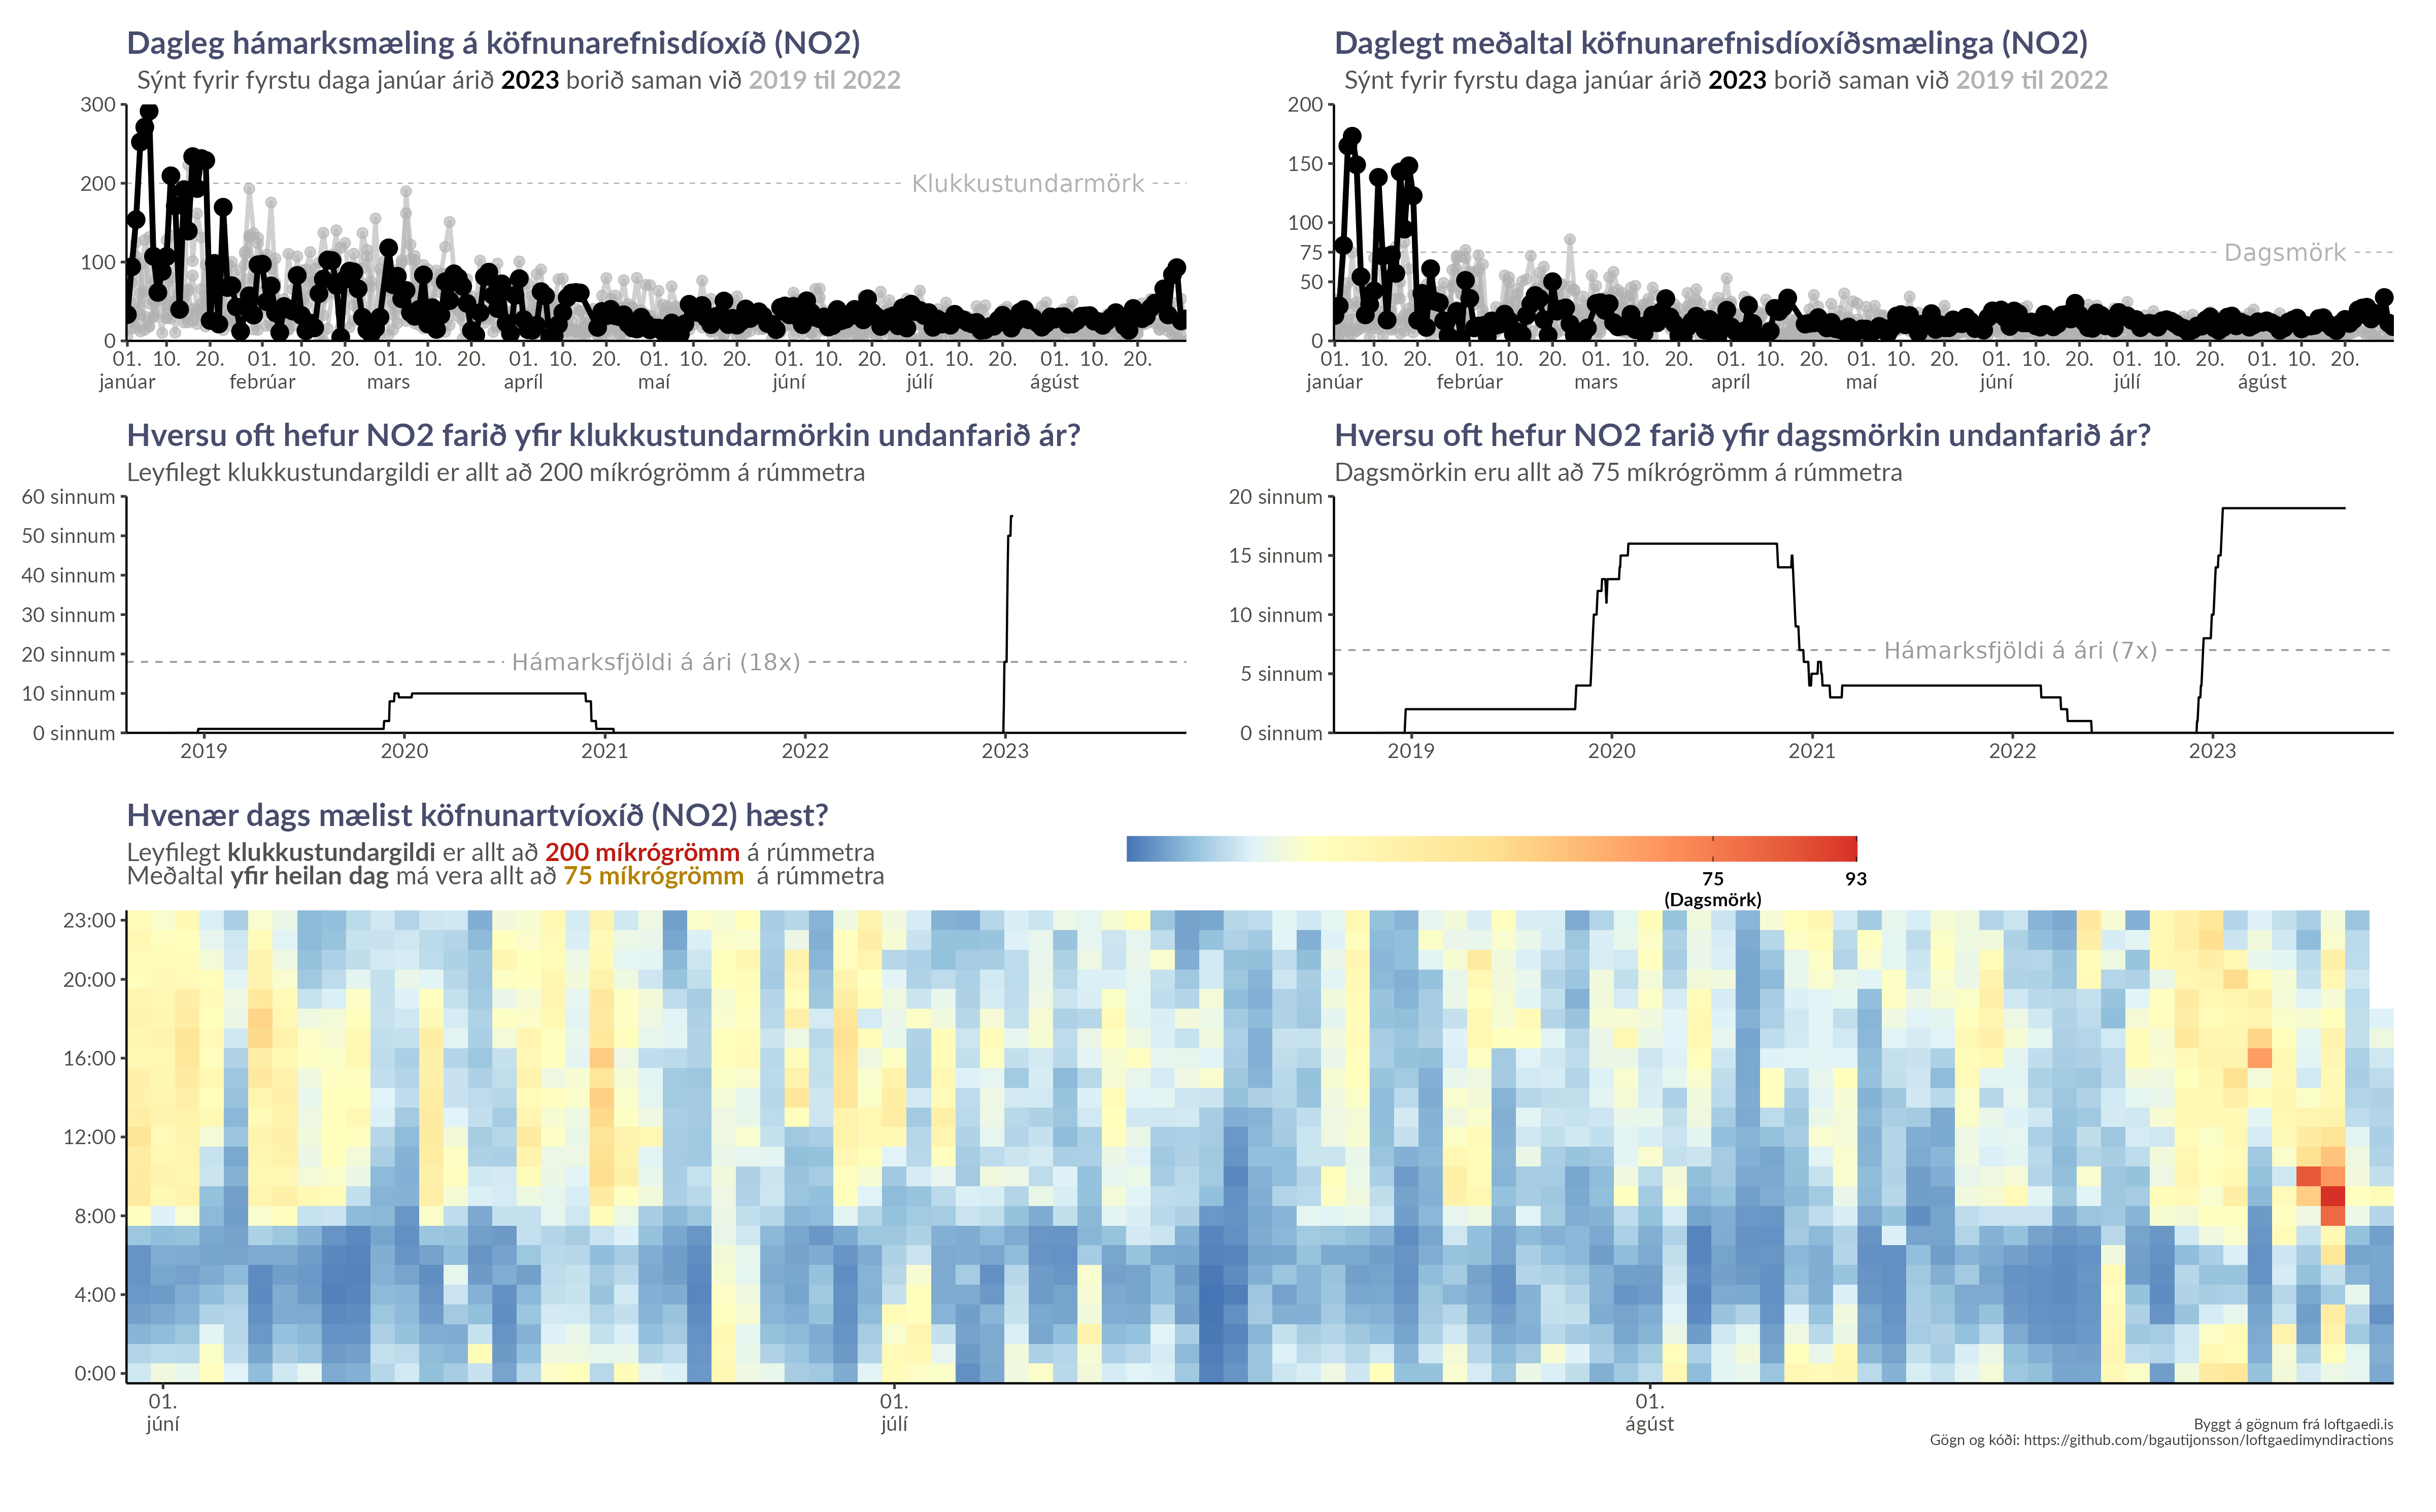 Dagleg hámarksmæling á köfnunarefnisdíoxíð (NO2)
Sýnt fyrir fyrstu daga janúar árið 2023 borið saman við 2019 til 2022
300
200
100
0
Klukkustundarmörk
01. 10. 20. 01. 10. 20. 01. 10. 20. 01. 10. 20. 01. 10. 20. 01. 10. 20. 01. 10. 20. 01. 10. 20.
janúar febrúar mars apríl maí júní júlí ágúst
Daglegt meðaltal köfnunarefnisdíoxíðsmælinga (NO2)
Sýnt fyrir fyrstu daga janúar árið 2023 borið saman við 2019 til 2022
200
150
100
75
50
0
Dagsmörk
01. 10. 20. 01. 10. 20. 01. 10. 20. 01. 10. 20. 01. 10. 20. 01. 10. 20. 01. 10. 20. 01. 10. 20.
janúar febrúar mars apríl maí júní júlí ágúst
Hversu oft hefur NO2 farið yfir klukkustundarmörkin undanfarið ár?
Leyfilegt klukkustundargildi er allt að 200 míkrógrömm á rúmmetra
60 sinnum
50 sinnum
40 sinnum
30 sinnum
20 sinnum
10 sinnum
0 sinnum
Hámarksfjöldi á ári (18x)
2019 2020 2021 2022 2023
Hversu oft hefur NO2 farið yfir dagsmörkin undanfarið ár?
Dagsmörkin eru allt að 75 míkrógrömm á rúmmetra
20 sinnum
15 sinnum
10 sinnum
5 sinnum
0 sinnum
Hámarksfjöldi á ári (7x)
2019 2020 2021 2022 2023
Hvenær dags mælist köfnunartvíoxíð (NO2) hæst?
Leyfilegt klukkustundargildi er allt að 200 míkrógrömm á rúmmetra
Meðaltal yfir heilan dag má vera allt að 75 míkrógrömm á rúmmetra
75 93
(Dagsmörk)
23:00
20:00
16:00
12:00
8:00
4:00
0:00
01. 01. 01.
júní júlí ágúst
Byggt á gögnum frá loftgaedi.is
Gögn og kóði: https://github.com/bgautijonsson/loftgaedimyndiractions